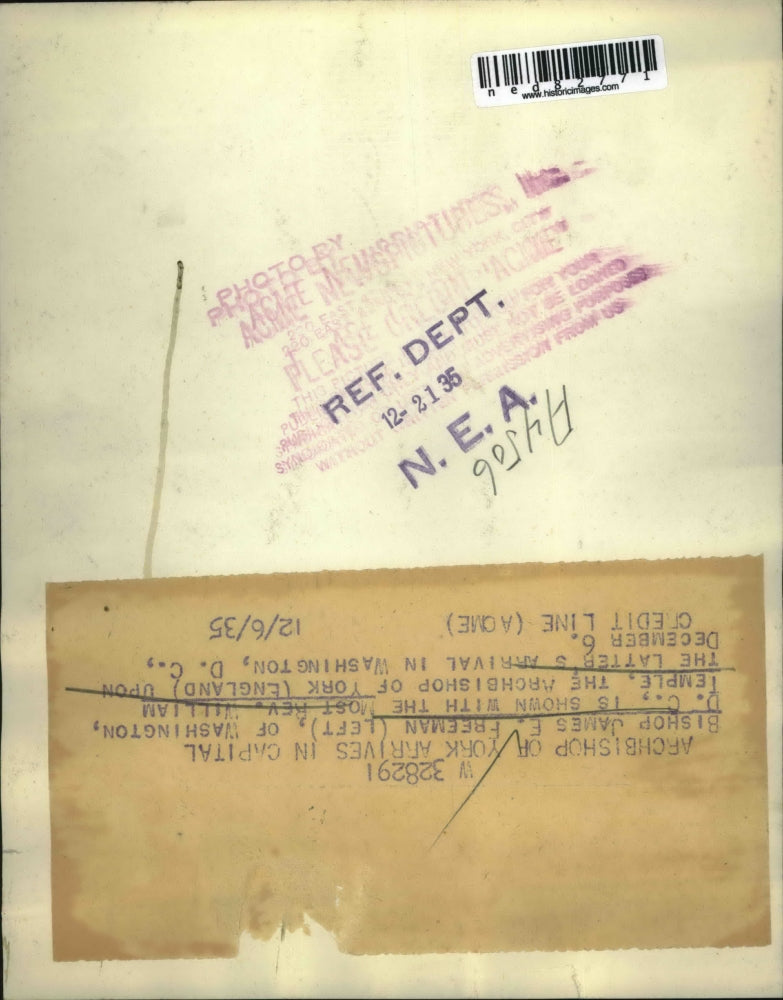 ned82771
www.historicimages.com
PHOTO BY
ACME NEWSPICTURES,
PLEASE CREDIT "ACME"
REF. DEPT.
12-21 35
N. E. A.
W 328291
ARCHBISHOP OF YORK ARRIVES IN CAPITAL
BISHOP JAMES E. FREEMAN (LEFT), OF WASHINGTON,
D. C., IS SHOWN WITH THE MOST REV. WILLIAM
TEMPLE, THE ARCHBISHOP OF YORK (ENGLAND) UPON
THE LATTER'S ARRIVAL IN WASHINGTON, D. C.,
DECEMBER 6.
CREDIT LINE (ACME) 12/6/35